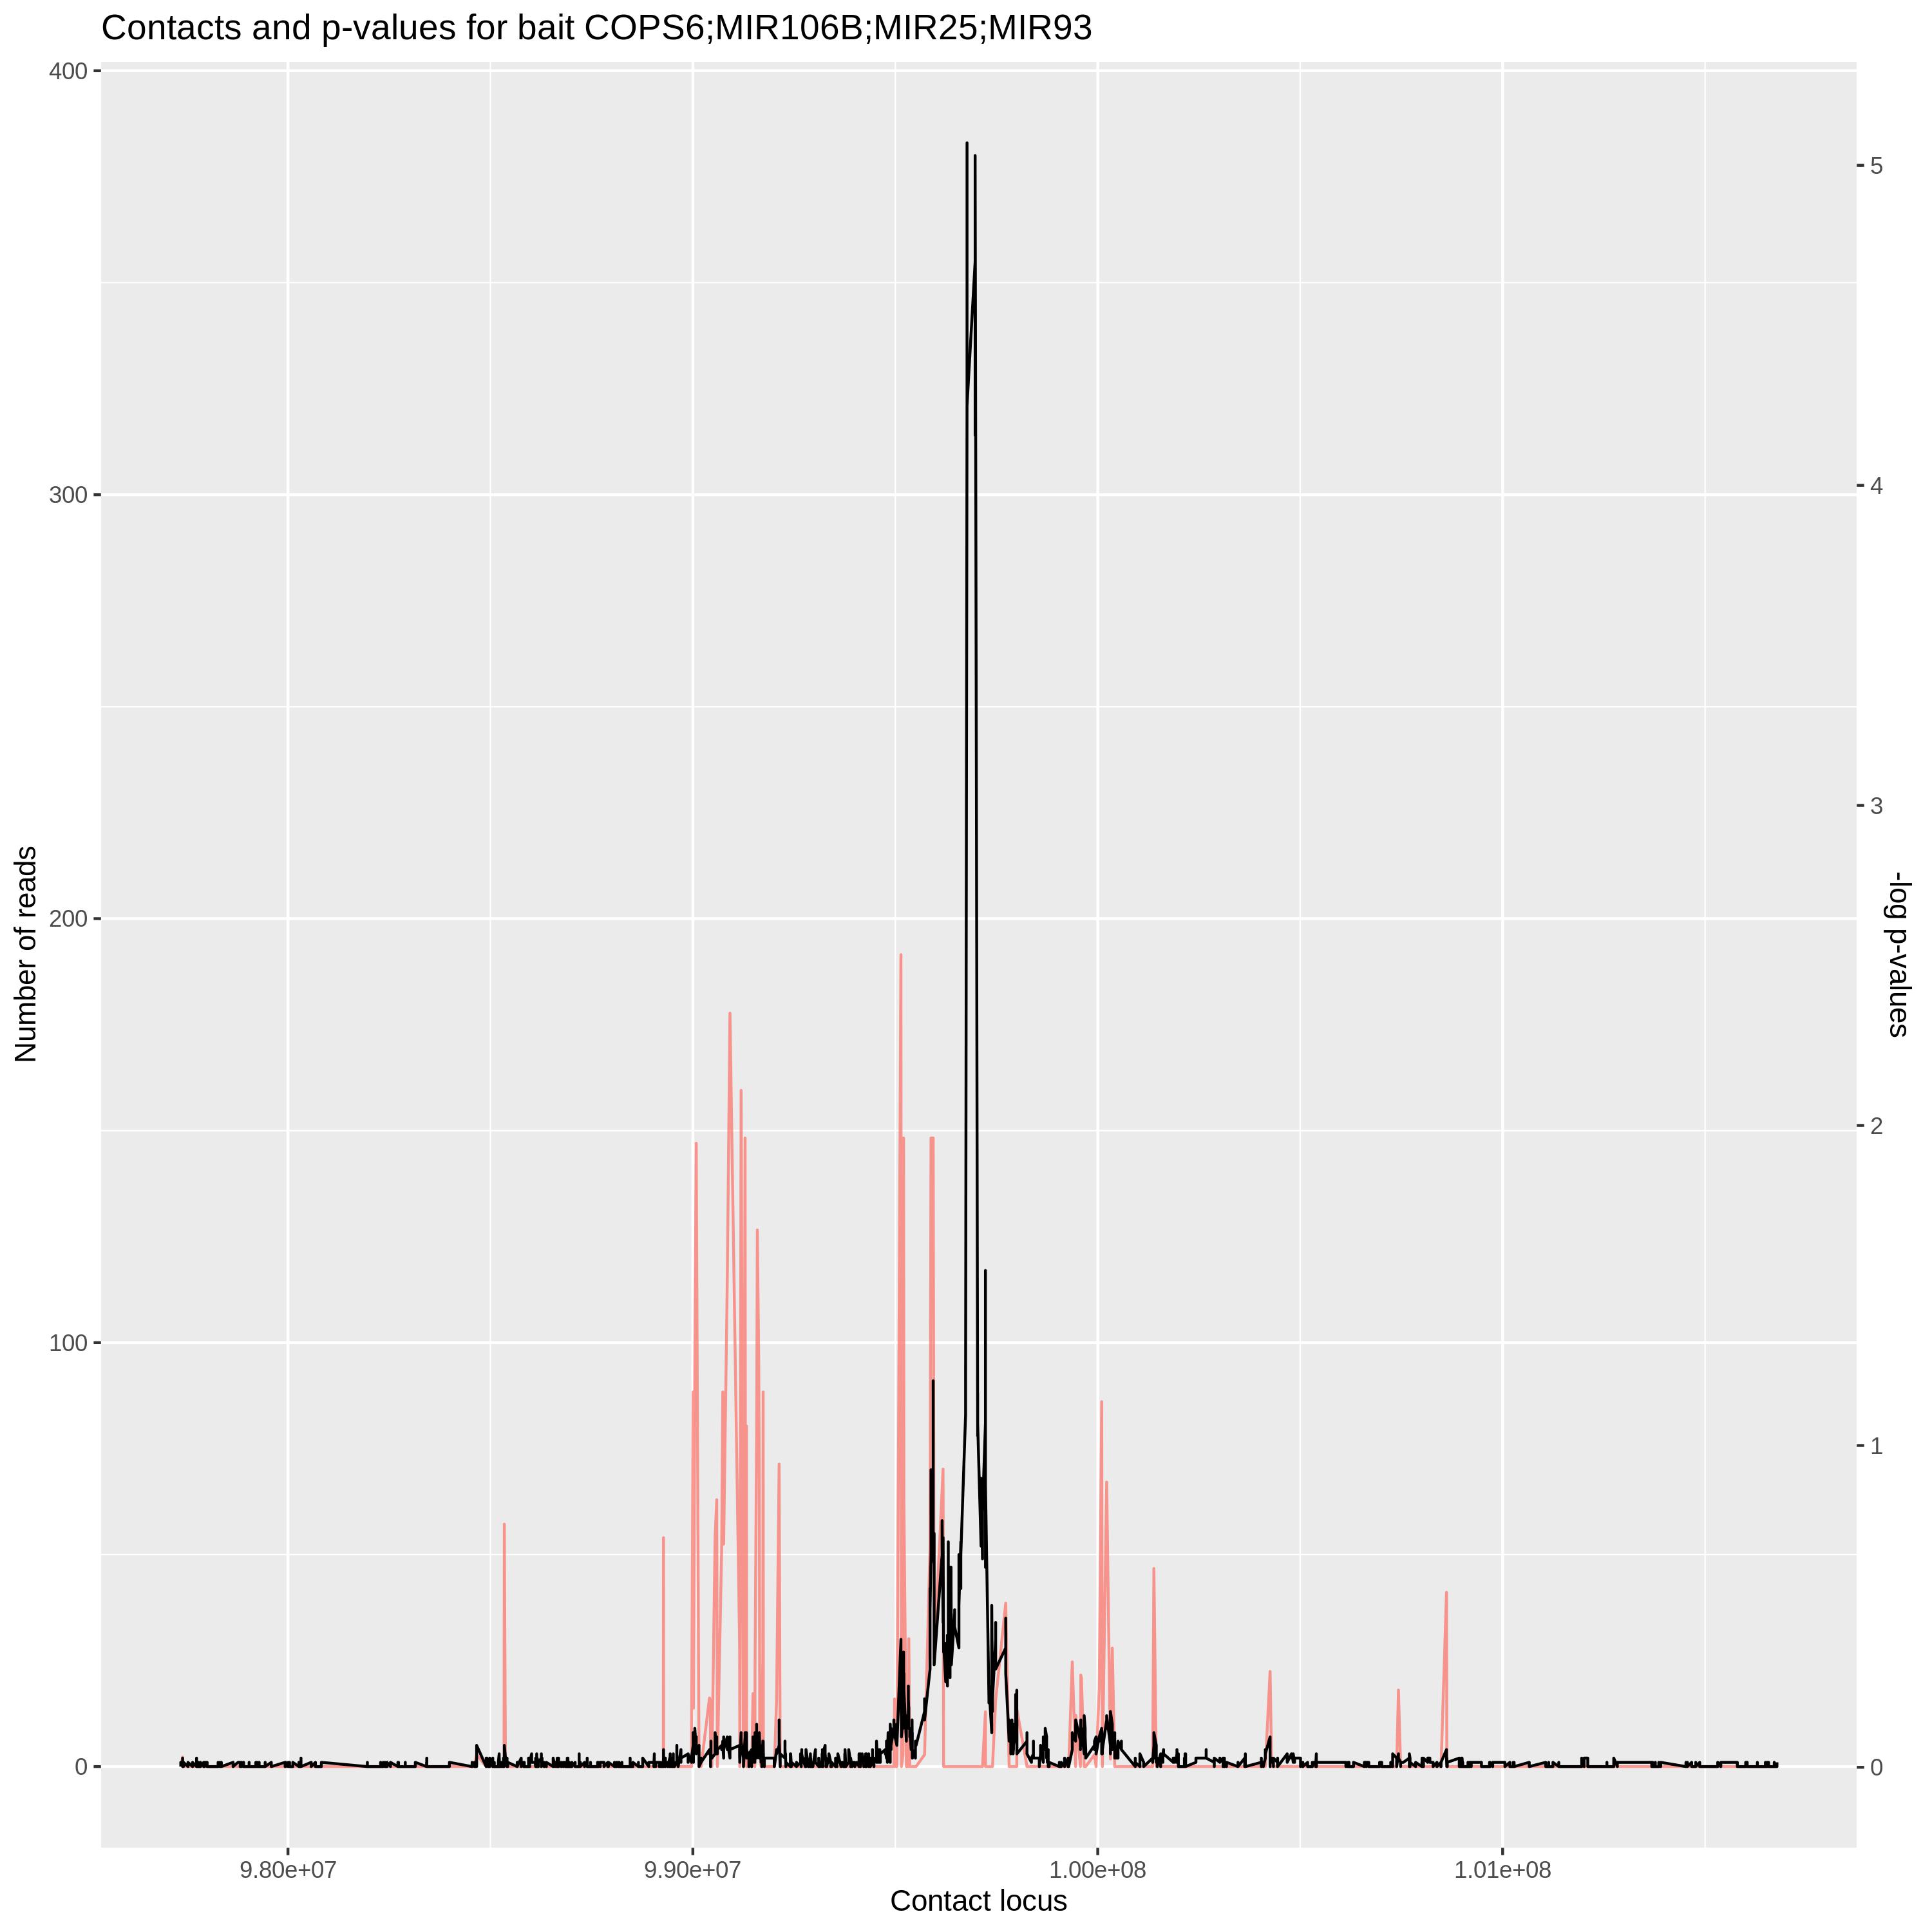 Contacts and p-values for bait COPS6;MIR106B;MIR25;MIR93
400
300
200
100
0
Number of reads
5
4
3
2
1
0
-log p-values
9.80e+07
9.90e+07
1.00e+08
1.01e+08
Contact locus